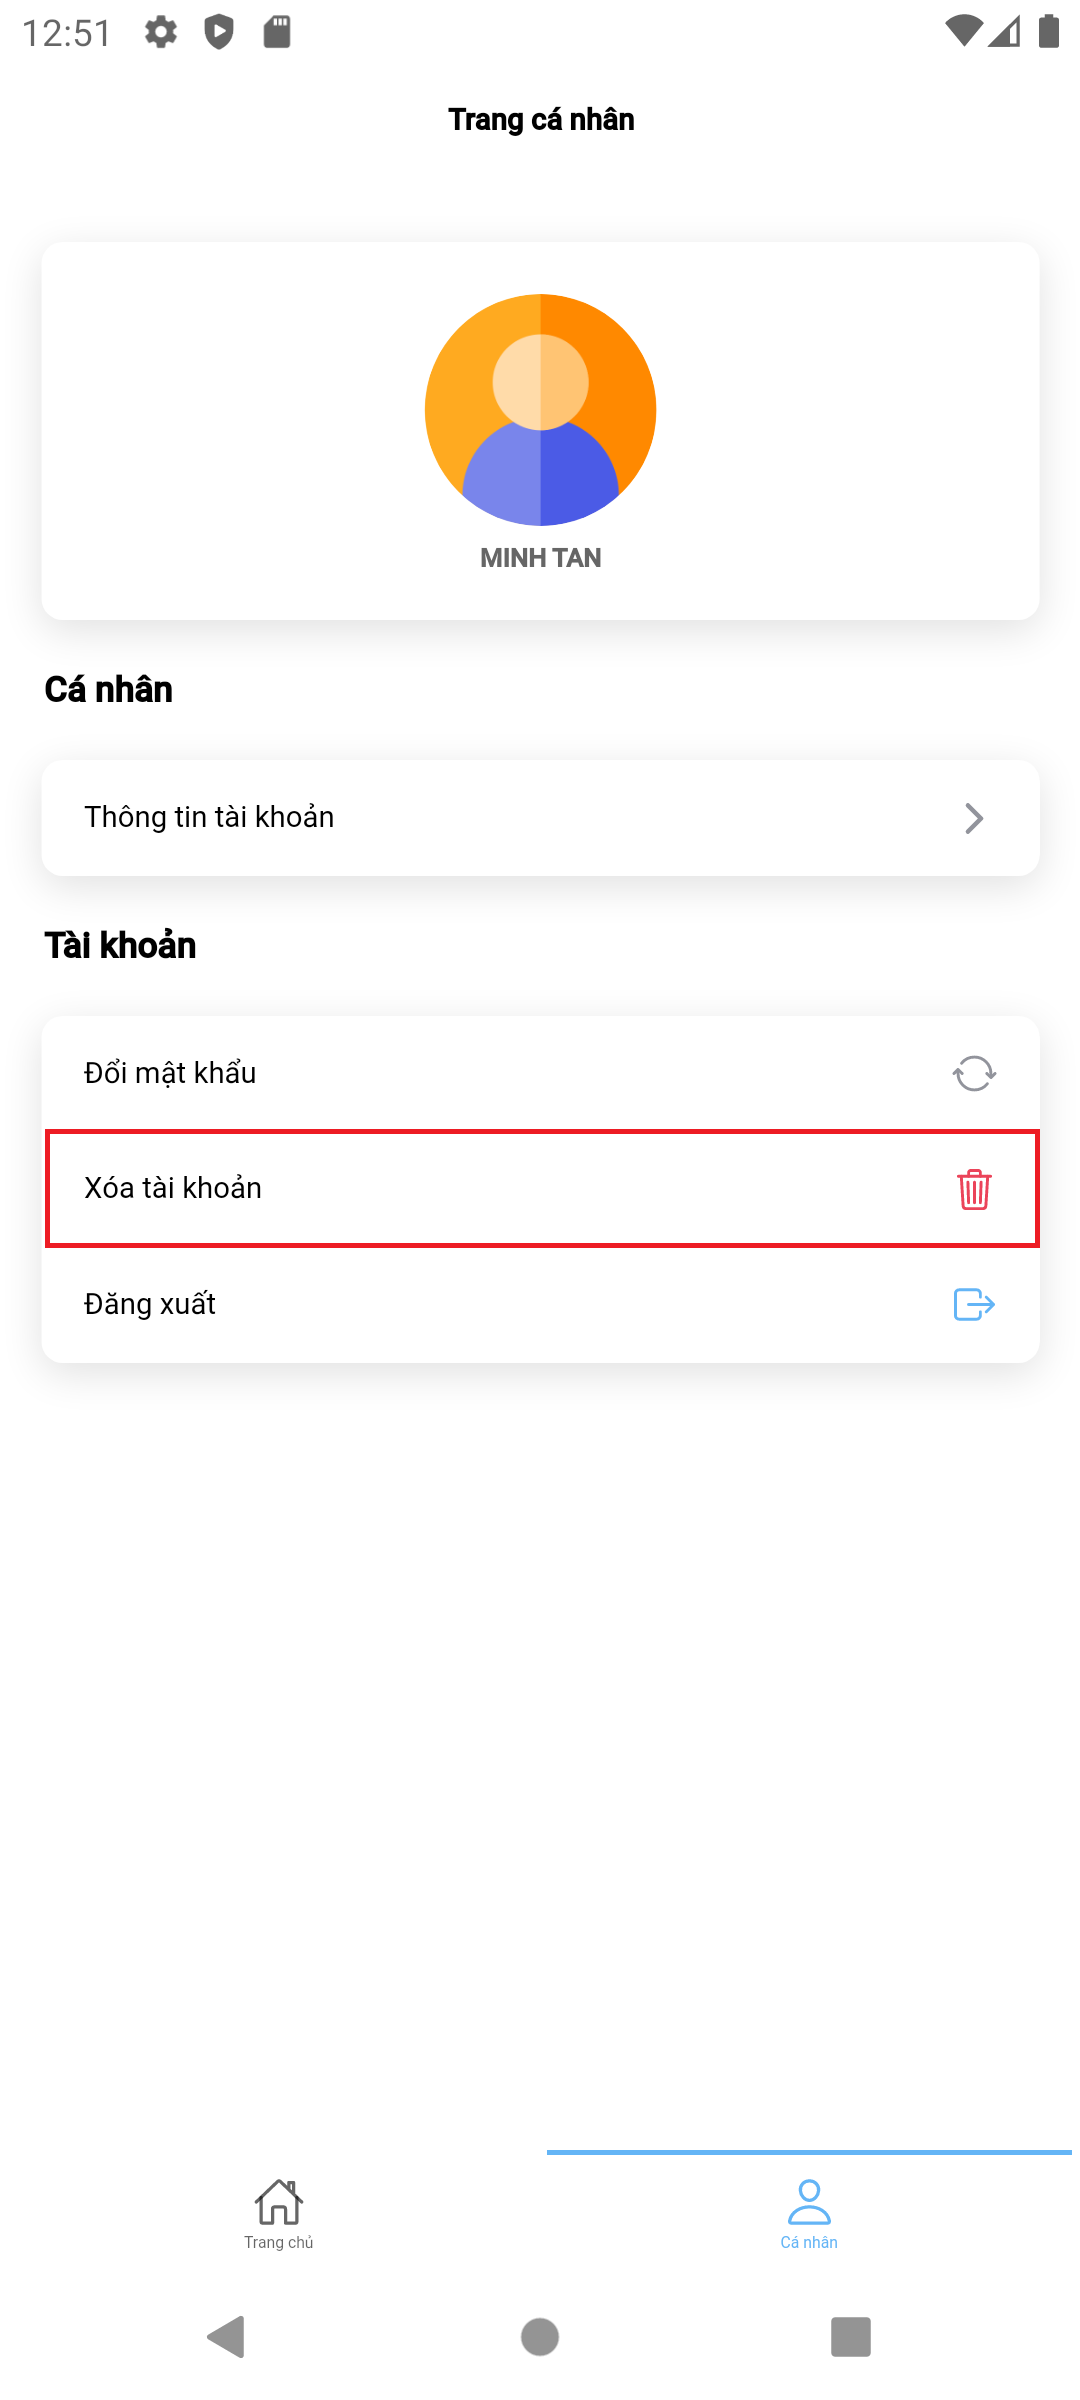 12:51
Trang cá nhân
MINH TAN
Cá nhân
Thông tin tài khoản
Tài khoản
Đổi mật khẩu
Xóa tài khoản
Đăng xuất
Trang chủ
Cá nhân